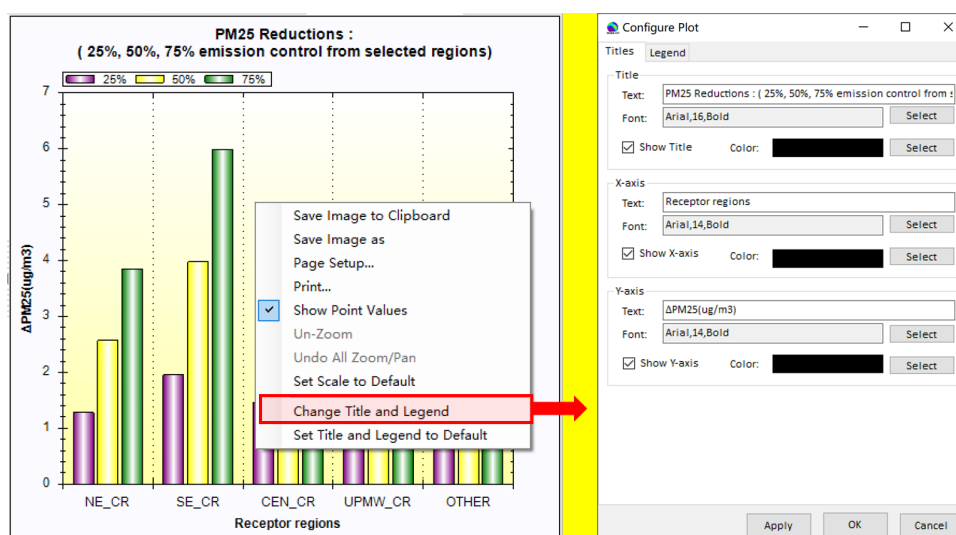 PM25 Reductions :
( 25%, 50%, 75% emission control from selected regions)
25% 50% 75%
7
6
5
4
3
2
1
0
ΔPM25(ug/m3)
NE_CR SE_CR CEN_CR UPMW_CR OTHER
Receptor regions
Save Image to Clipboard
Save Image as
Page Setup...
Print...
Show Point Values
Un-Zoom
Undo All Zoom/Pan
Set Scale to Default
Change Title and Legend
Set Title and Legend to Default
Configure Plot
Titles Legend
Title
Text: PM25 Reductions : ( 25%, 50%, 75% emission control from
Font: Arial,16,Bold Select
Show Title Color: Select
X-axis
Text: Receptor regions
Font: Arial,14,Bold Select
Show X-axis Color: Select
Y-axis
Text: ΔPM25(ug/m3)
Font: Arial,14,Bold Select
Show Y-axis Color: Select
Apply OK Cancel